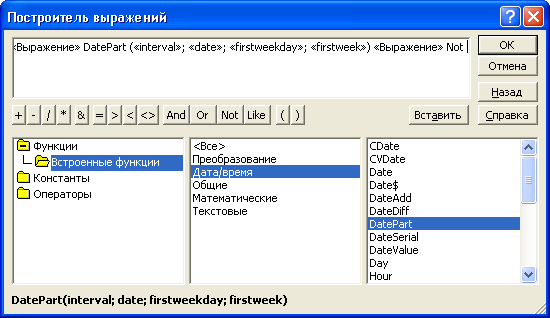 Построитель выражений
«Выражение» DatePart («interval»; «date»; «firstweekday»; «firstweek») «Выражение» Not
OK
Отмена
Назад
+ - / * & = > < <> And Or Not Like ( ) Вставить Справка
Функции
Встроенные функции
Константы
Операторы
<Все>
Преобразование
Дата/время
Общие
Математические
Текстовые
CDate
CVDate
Date
Date$
DateAdd
DateDiff
DatePart
DateSerial
DateValue
Day
Hour
DatePart(interval; date; firstweekday; firstweek)